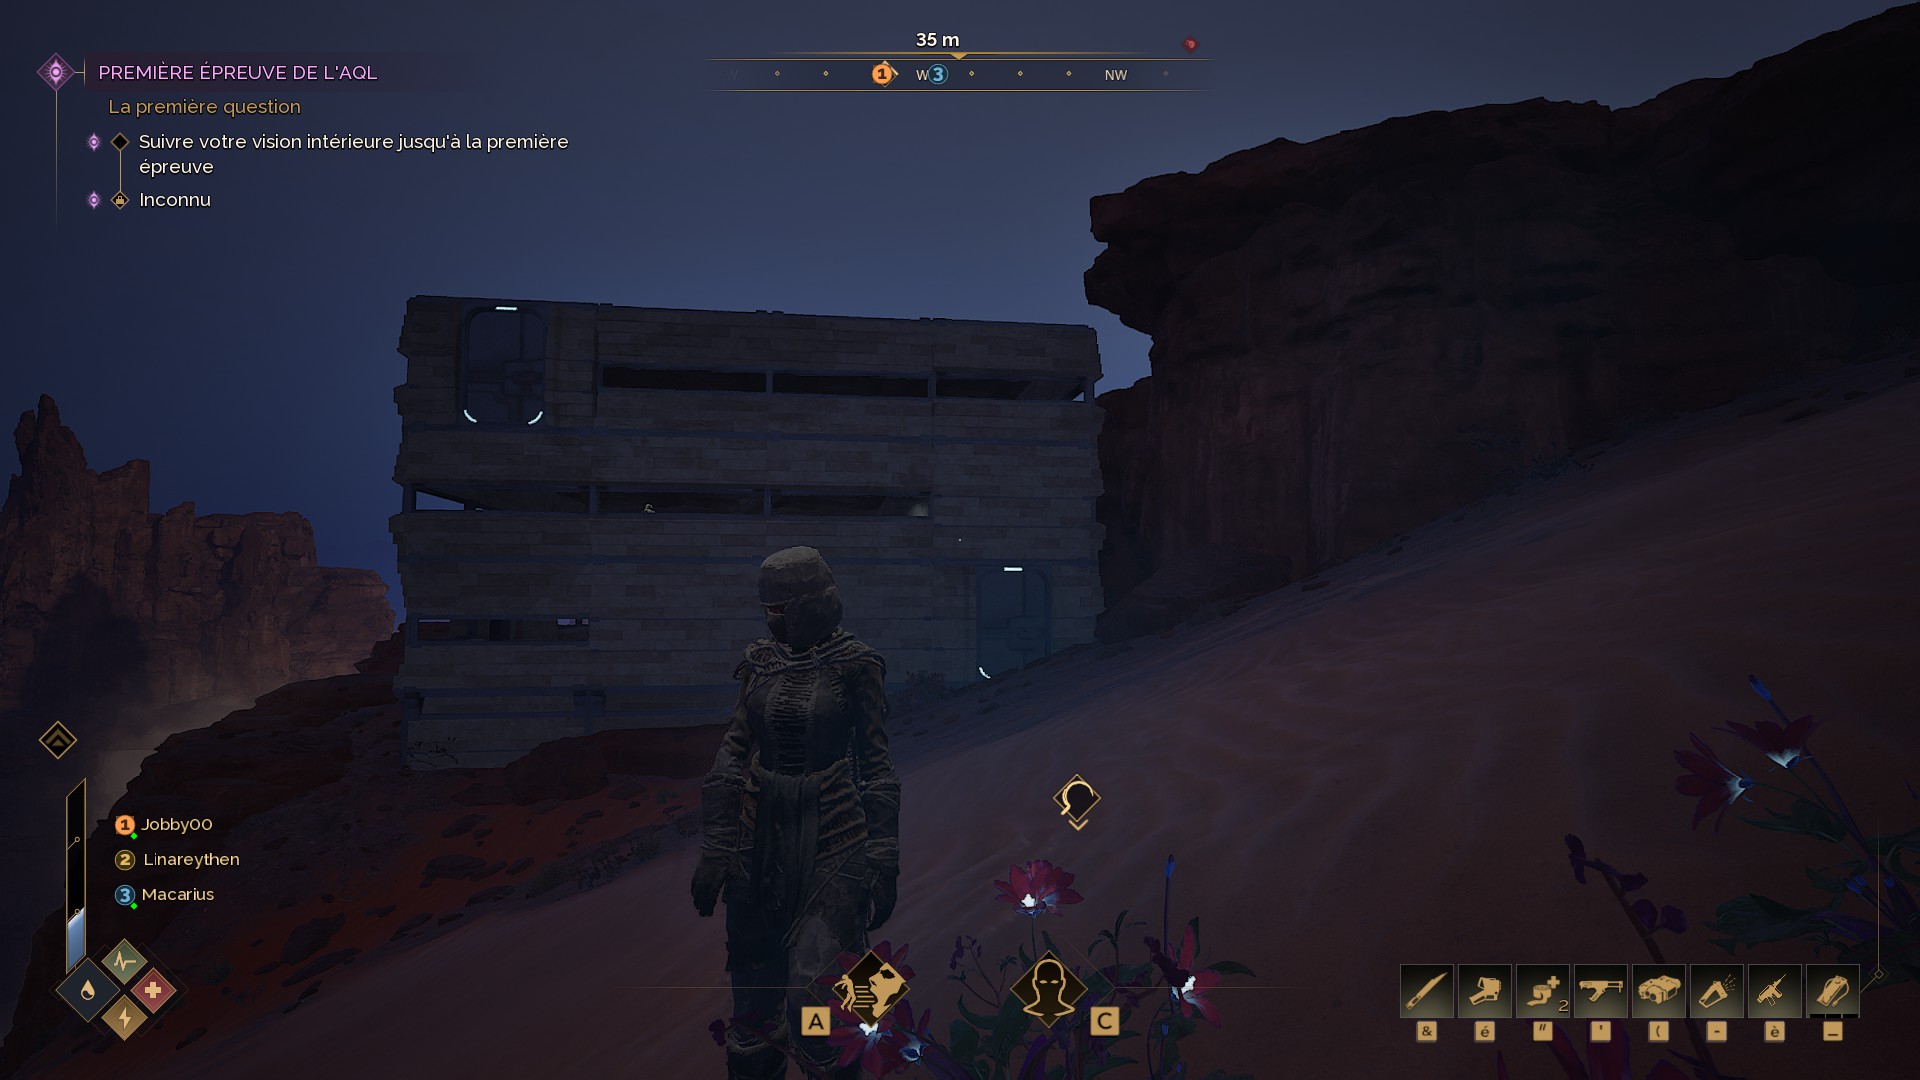 35 m
W
1
W
3
NW
PREMIÈRE ÉPREUVE DE L'AQL
La première question
Suivre votre vision intérieure jusqu'à la première
épreuve
Inconnu
1 Jobby00
2 Linareythen
3 Macarius
A
C
2
& é " ' ( - è _